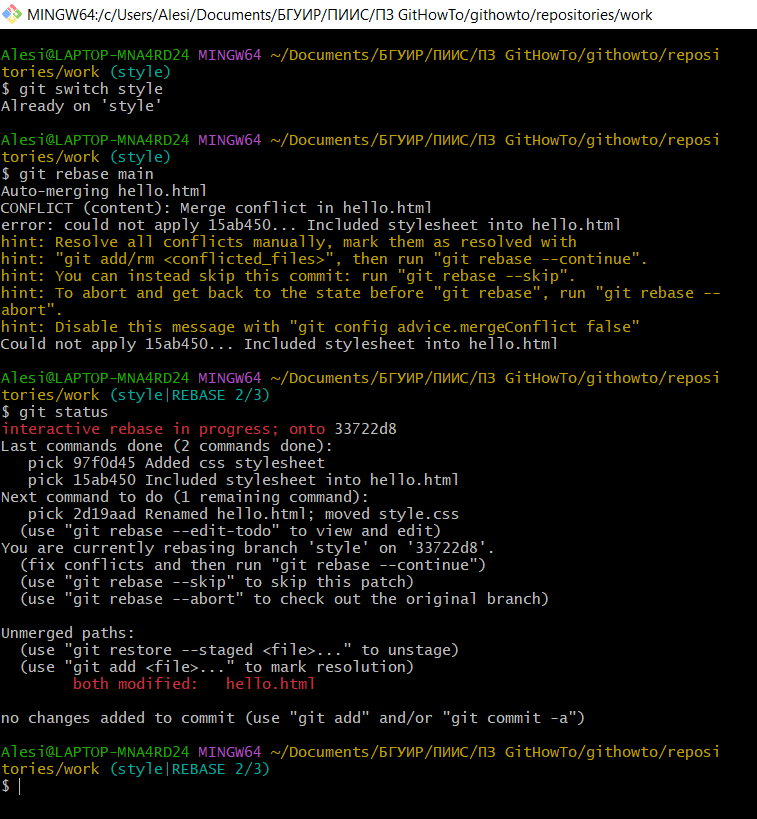 MINGW64:/c/Users/Alesi/Documents/БГУИР/ПИИС/ПЗ GitHowTo/githowto/repositories/work
Alesi@LAPTOP-MNA4RD24 MINGW64 ~/Documents/БГУИР/ПИИС/ПЗ GitHowTo/githowto/reposi
tories/work (style)
$ git switch style
Already on 'style'
Alesi@LAPTOP-MNA4RD24 MINGW64 ~/Documents/БГУИР/ПИИС/ПЗ GitHowTo/githowto/reposi
tories/work (style)
$ git rebase main
Auto-merging hello.html
CONFLICT (content): Merge conflict in hello.html
error: could not apply 15ab450... Included stylesheet into hello.html
hint: Resolve all conflicts manually, mark them as resolved with
hint: "git add/rm <conflicted_files>", then run "git rebase --continue".
hint: You can instead skip this commit: run "git rebase --skip".
hint: To abort and get back to the state before "git rebase", run "git rebase --
abort".
hint: Disable this message with "git config advice.mergeConflict false"
Could not apply 15ab450... Included stylesheet into hello.html
Alesi@LAPTOP-MNA4RD24 MINGW64 ~/Documents/БГУИР/ПИИС/ПЗ GitHowTo/githowto/reposi
tories/work (style|REBASE 2/3)
$ git status
interactive rebase in progress; onto 33722d8
Last commands done (2 commands done):
   pick 97f0d45 Added css stylesheet
   pick 15ab450 Included stylesheet into hello.html
Next command to do (1 remaining command):
   pick 2d19aad Renamed hello.html; moved style.css
  (use "git rebase --edit-todo" to view and edit)
You are currently rebasing branch 'style' on '33722d8'.
  (fix conflicts and then run "git rebase --continue")
  (use "git rebase --skip" to skip this patch)
  (use "git rebase --abort" to check out the original branch)
Unmerged paths:
  (use "git restore --staged <file>..." to unstage)
  (use "git add <file>..." to mark resolution)
        both modified:   hello.html
no changes added to commit (use "git add" and/or "git commit -a")
Alesi@LAPTOP-MNA4RD24 MINGW64 ~/Documents/БГУИР/ПИИС/ПЗ GitHowTo/githowto/reposi
tories/work (style|REBASE 2/3)
$